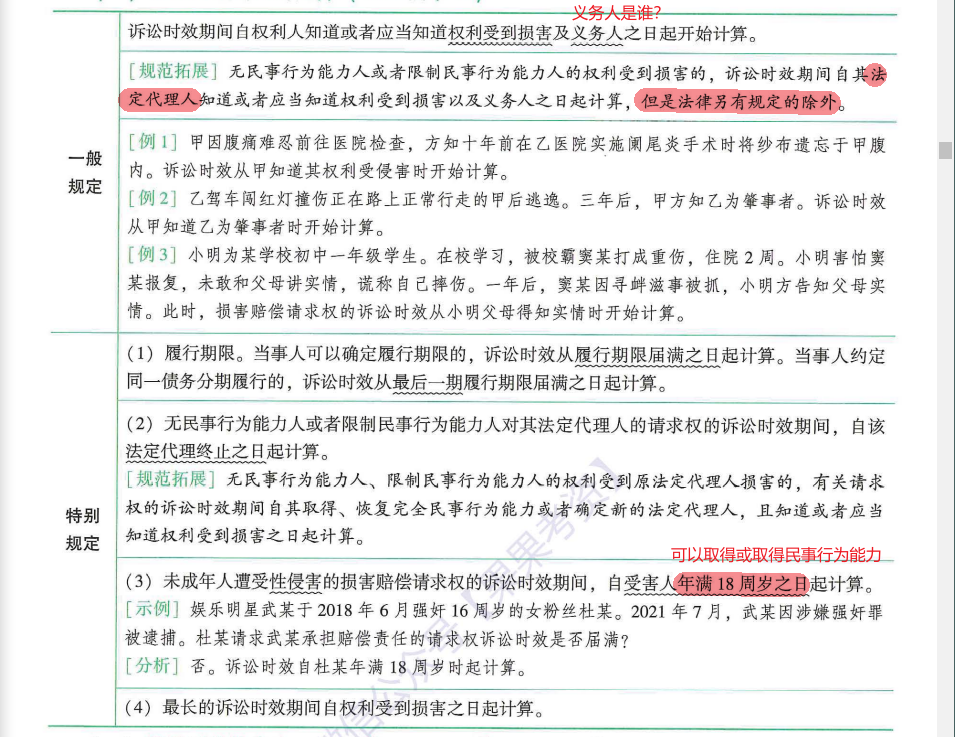 义务人是谁?
诉讼时效期间自权利人知道或者应当知道权利受到损害及义务人之日起开始计算。
［规范拓展］无民事行为能力人或者限制民事行为能力人的权利受到损害的，诉讼时效期间自其法
定代理人知道或者应当知道权利受到损害以及义务人之日起计算，但是法律另有规定的除外。
一般
规定
［例1］甲因腹痛难忍前往医院检查，方知十年前在乙医院实施阑尾炎手术时将纱布遗忘于甲腹
内。诉讼时效从甲知道其权利受侵害时开始计算。
［例2］乙驾车闯红灯撞伤正在路上正常行走的甲后逃逸。三年后，甲方知乙为肇事者。诉讼时效
从甲知道乙为肇事者时开始计算。
［例3］小明为某学校初中一年级学生。在校学习，被校霸窦某打成重伤，住院2周。小明害怕窦
某报复，未敢和父母讲实情，谎称自己摔伤。一年后，窦某因寻衅滋事被抓，小明方告知父母实
情。此时，损害赔偿请求权的诉讼时效从小明父母得知实情时开始计算。
(1) 履行期限。当事人可以确定履行期限的，诉讼时效从履行期限届满之日起计算。当事人约定
同一债务分期履行的，诉讼时效从最后一期履行期限届满之日起计算。
(2) 无民事行为能力人或者限制民事行为能力人对其法定代理人的请求权的诉讼时效期间，自该
法定代理终止之日起计算。
［规范拓展］无民事行为能力人、限制民事行为能力人的权利受到原法定代理人损害的，有关请求
权的诉讼时效期间自其取得、恢复完全民事行为能力或者确定新的法定代理人，且知道或者应当
知道权利受到损害之日起计算。
特别
规定
可以取得或取得民事行为能力
(3) 未成年人遭受性侵害的损害赔偿请求权的诉讼时效期间，自受害人年满18周岁之日起计算。
［示例］娱乐明星武某于2018年6月强奸16周岁的女粉丝杜某。2021年7月，武某因涉嫌强奸罪
被逮捕。杜某请求武某承担赔偿责任的请求权诉讼时效是否届满？
［分析］否。诉讼时效自杜某年满18周岁时起计算。
(4) 最长的诉讼时效期间自权利受到损害之日起计算。
微信公众号【果果考资】